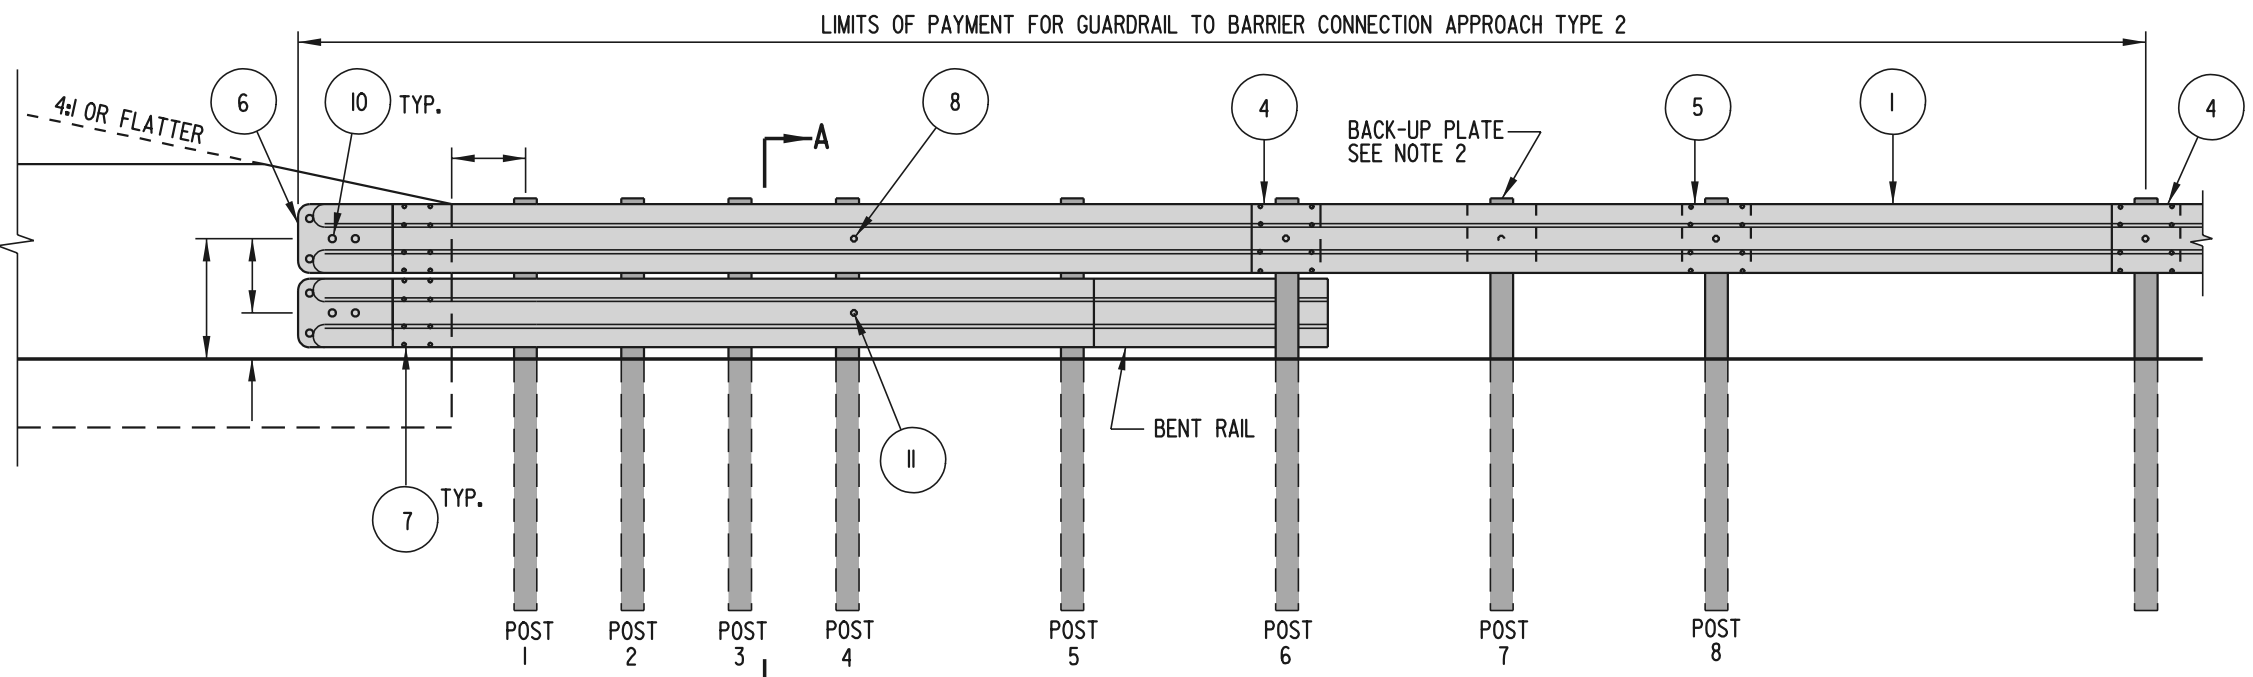 LIMITS OF PAYMENT FOR GUARDRAIL TO BARRIER CONNECTION APPROACH TYPE 2
4:1 OR FLATTER
6
10 TYP.
8
4
5
1
4
A
BACK-UP PLATE
SEE NOTE 2
BENT RAIL
11
7 TYP.
POST
1
POST
2
POST
3
POST
4
POST
5
POST
6
POST
7
POST
8